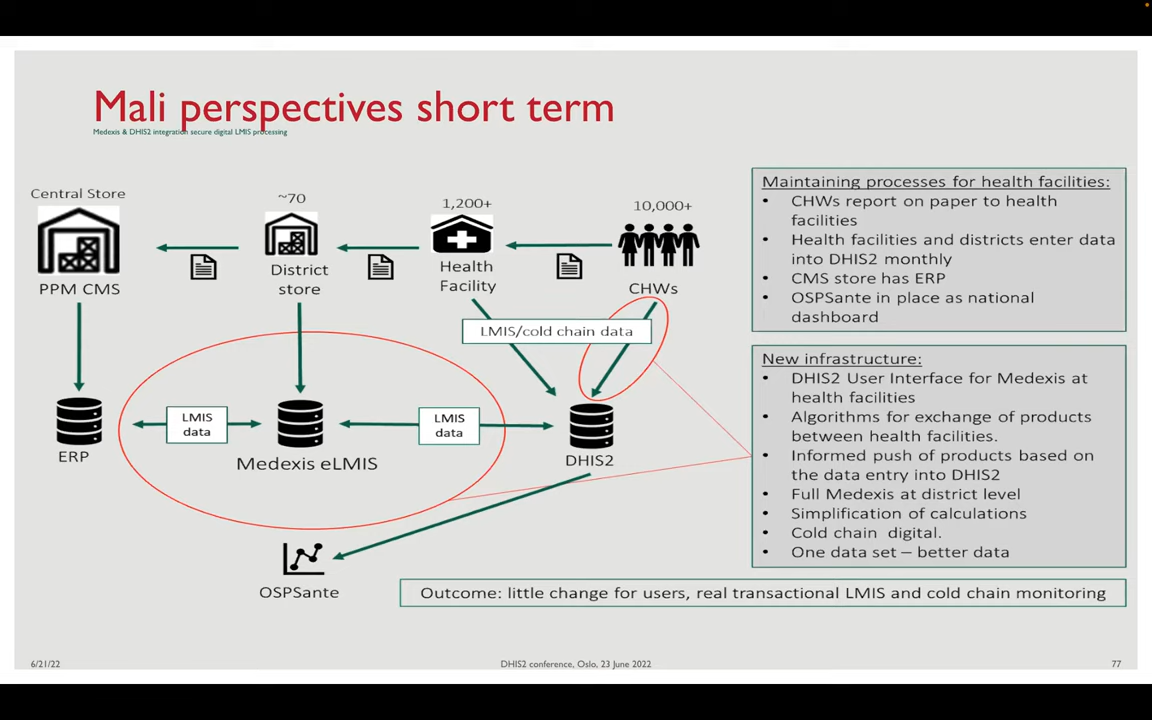 Mali perspectives short term
Medexis & DHIS2 integration secure digital LMIS processing
Central Store
PPM CMS
~70
District
store
1,200+
Health
Facility
10,000+
CHWs
LMIS/cold chain data
ERP
LMIS
data
Medexis eLMIS
LMIS
data
DHIS2
OSPSante
Maintaining processes for health facilities:
• CHWs report on paper to health
facilities
• Health facilities and districts enter data
into DHIS2 monthly
• CMS store has ERP
• OSPSante in place as national
dashboard
New infrastructure:
• DHIS2 User Interface for Medexis at
health facilities
• Algorithms for exchange of products
between health facilities.
• Informed push of products based on
the data entry into DHIS2
• Full Medexis at district level
• Simplification of calculations
• Cold chain digital.
• One data set – better data
Outcome: little change for users, real transactional LMIS and cold chain monitoring
6/21/22
DHIS2 conference, Oslo, 23 June 2022
77